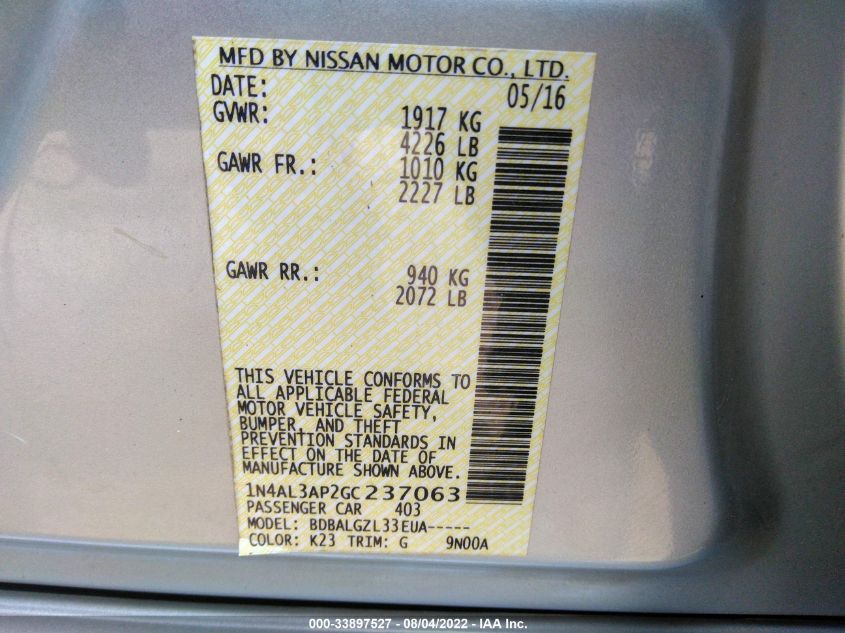 MFD BY NISSAN MOTOR CO., LTD.
DATE: 05/16
GVWR: 1917 KG
4226 LB
GAWR FR.: 1010 KG
2227 LB
GAWR RR.: 940 KG
2072 LB
THIS VEHICLE CONFORMS TO
ALL APPLICABLE FEDERAL
MOTOR VEHICLE SAFETY,
BUMPER, AND THEFT
PREVENTION STANDARDS IN
EFFECT ON THE DATE OF
MANUFACTURE SHOWN ABOVE.
1N4AL3AP2GC237063
PASSENGER CAR 403
MODEL: BDBALGZL33EUA-----
COLOR: K23 TRIM: G 9N00A
000-33897527 - 08/04/2022 - IAA Inc.